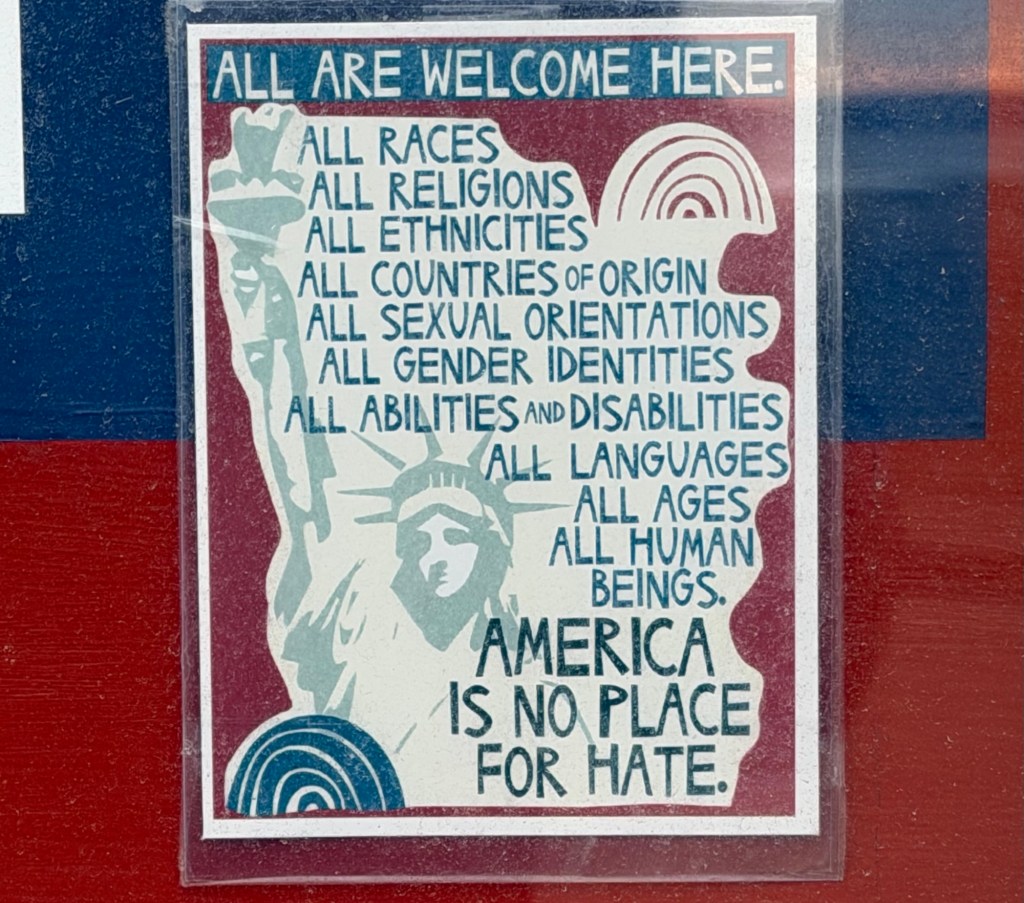 ALL ARE WELCOME HERE.
ALL RACES
ALL RELIGIONS
ALL ETHNICITIES
ALL COUNTRIES OF ORIGIN
ALL SEXUAL ORIENTATIONS
ALL GENDER IDENTITIES
ALL ABILITIES AND DISABILITIES
ALL LANGUAGES
ALL AGES
ALL HUMAN
BEINGS.
AMERICA
IS NO PLACE
FOR HATE.